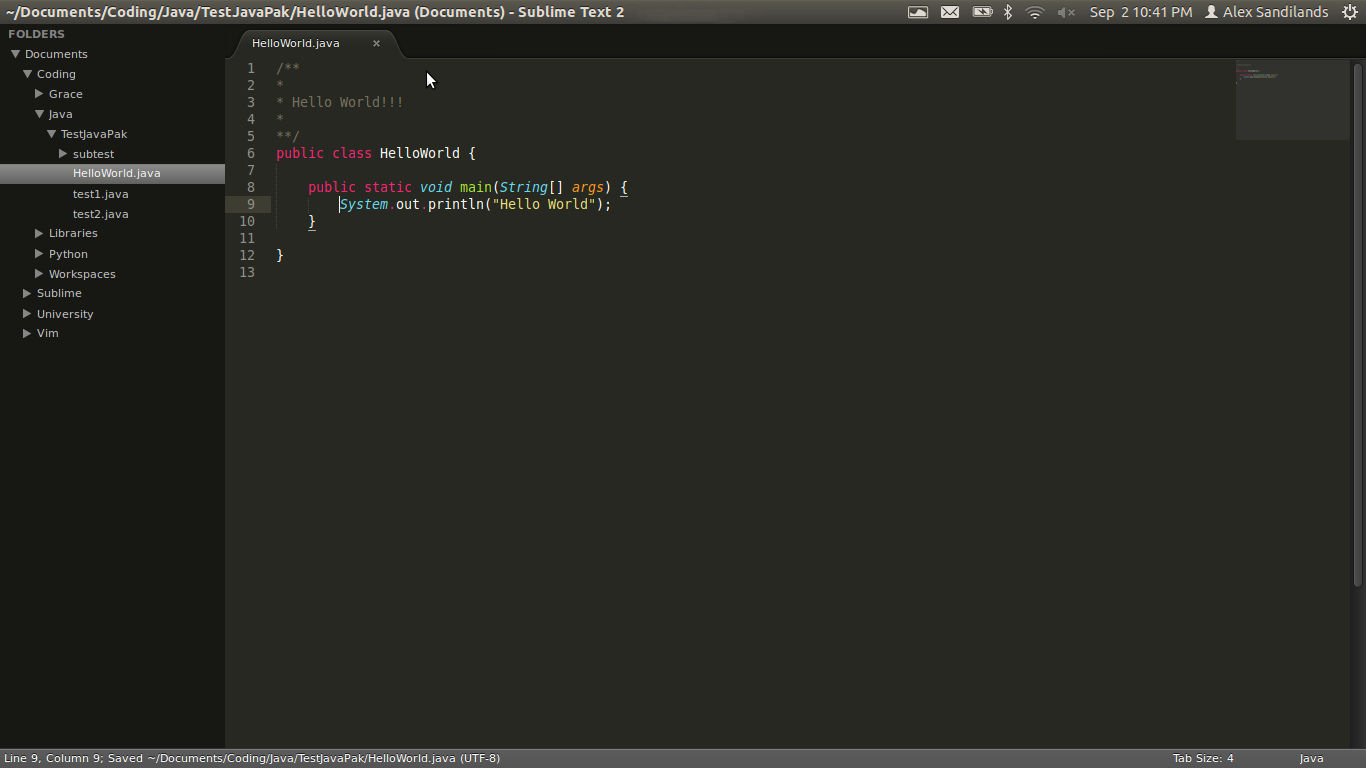 ~/Documents/Coding/Java/TestJavaPak/HelloWorld.java (Documents) - Sublime Text 2
Sep 2 10:41 PM
Alex Sandilands
FOLDERS
Documents
Coding
Grace
Java
TestJavaPak
subtest
HelloWorld.java
test1.java
test2.java
Libraries
Python
Workspaces
Sublime
University
Vim
HelloWorld.java ×
1 /**
2 *
3 * Hello World!!!
4 *
5 **/
6 public class HelloWorld {
7
8     public static void main(String[] args) {
9         System.out.println("Hello World");
10     }
11
12 }
13
Line 9, Column 9; Saved ~/Documents/Coding/Java/TestJavaPak/HelloWorld.java (UTF-8)
Tab Size: 4
Java